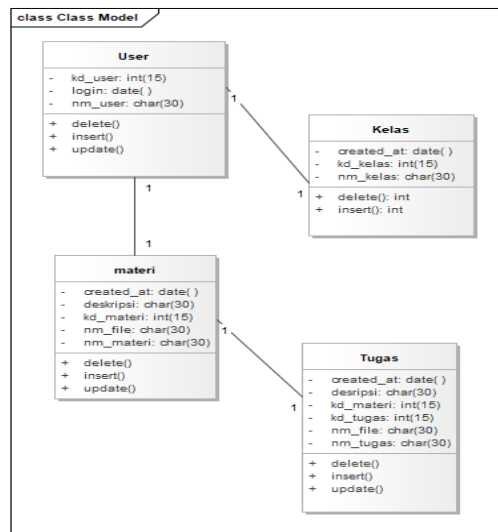 class Class Model
User
- kd_user: int(15)
- login: date( )
- nm_user: char(30)
+ delete()
+ insert()
+ update()
1
1
Kelas
- created_at: date( )
- kd_kelas: int(15)
- nm_kelas: char(30)
+ delete(): int
+ insert(): int
1
1
materi
- created_at: date( )
- deskripsi: char(30)
- kd_materi: int(15)
- nm_file: char(30)
- nm_materi: char(30)
+ delete()
+ insert()
+ update()
1
1
Tugas
- created_at: date( )
- desripsi: char(30)
- kd_materi: int(15)
- kd_tugas: int(15)
- nm_file: char(30)
- nm_tugas: char(30)
+ delete()
+ insert()
+ update()